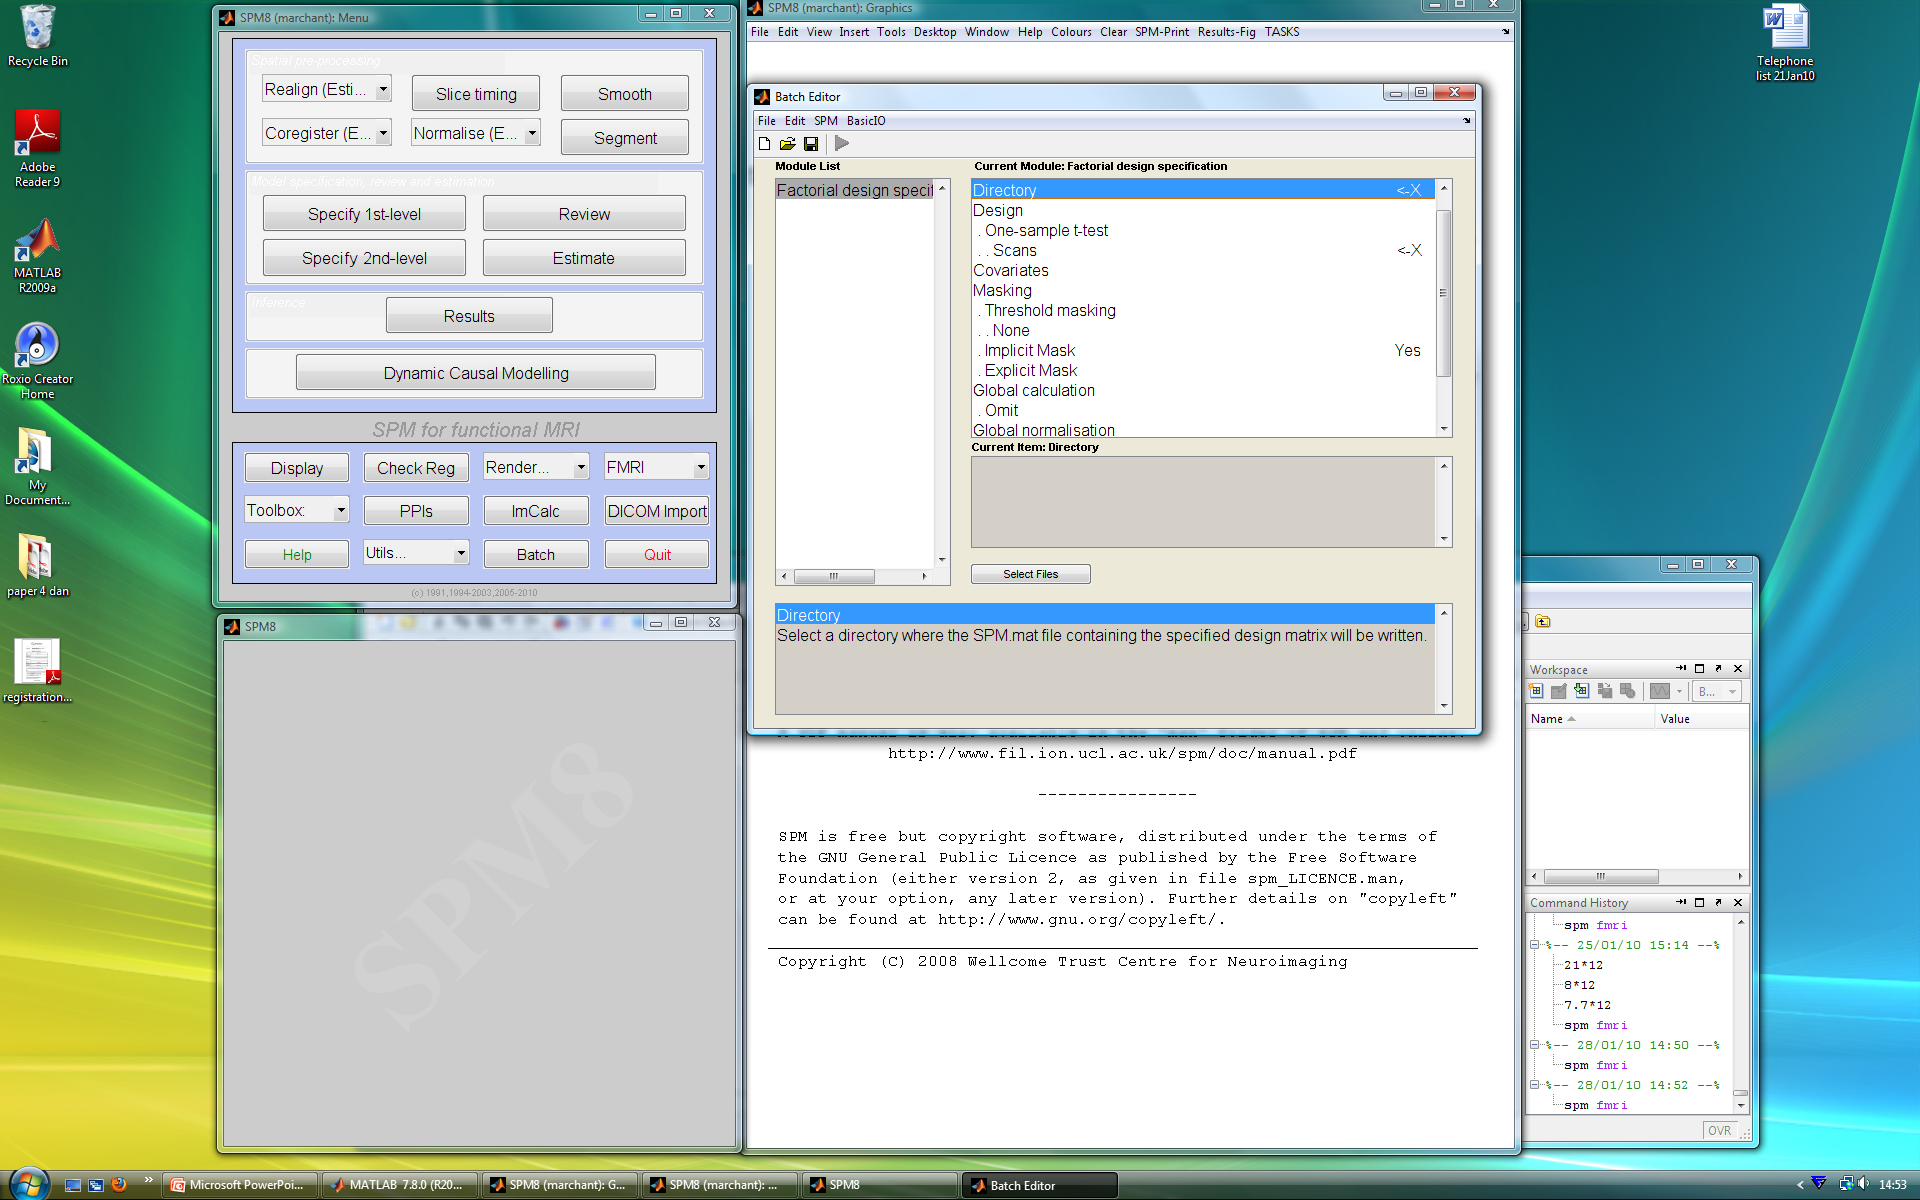 Recycle Bin
Adobe
Reader 9
MATLAB
R2009a
Roxio Creator
Home
My
Document...
paper 4 dan
registration...
Telephone
list 21Jan10
SPM8 (marchant): Menu
Spatial pre-processing
Realign (Esti...
Slice timing
Smooth
Coregister (E...
Normalise (E...
Segment
Model specification, review and estimation
Specify 1st-level
Review
Specify 2nd-level
Estimate
Inference
Results
Dynamic Causal Modelling
SPM for functional MRI
Display
Check Reg
Render...
FMRI
Toolbox:
PPIs
ImCalc
DICOM Import
Help
Utils...
Batch
Quit
(c) 1991,1994-2003,2005-2010
SPM8
SPM8
SPM8 (marchant): Graphics
File Edit View Insert Tools Desktop Window Help Colours Clear SPM-Print Results-Fig TASKS
Batch Editor
File Edit SPM BasicIO
Module List
Factorial design specif
Current Module: Factorial design specification
Directory <-X
Design
. One-sample t-test
. . Scans <-X
Covariates
Masking
. Threshold masking
. . None
. Implicit Mask Yes
. Explicit Mask
Global calculation
. Omit
Global normalisation
Current Item: Directory
Select Files
Directory
Select a directory where the SPM.mat file containing the specified design matrix will be written.
http://www.fil.ion.ucl.ac.uk/spm/doc/manual.pdf
----------------
SPM is free but copyright software, distributed under the terms of
the GNU General Public Licence as published by the Free Software
Foundation (either version 2, as given in file spm_LICENCE.man,
or at your option, any later version). Further details on "copyleft"
can be found at http://www.gnu.org/copyleft/.
Copyright (C) 2008 Wellcome Trust Centre for Neuroimaging
Workspace
B...
Name Value
Command History
spm fmri
%-- 25/01/10 15:14 --%
21*12
8*12
7.7*12
spm fmri
%-- 28/01/10 14:50 --%
spm fmri
%-- 28/01/10 14:52 --%
spm fmri
OVR
Microsoft PowerPoi...
MATLAB 7.8.0 (R20...
SPM8 (marchant): G...
SPM8 (marchant): ...
SPM8
Batch Editor
14:53